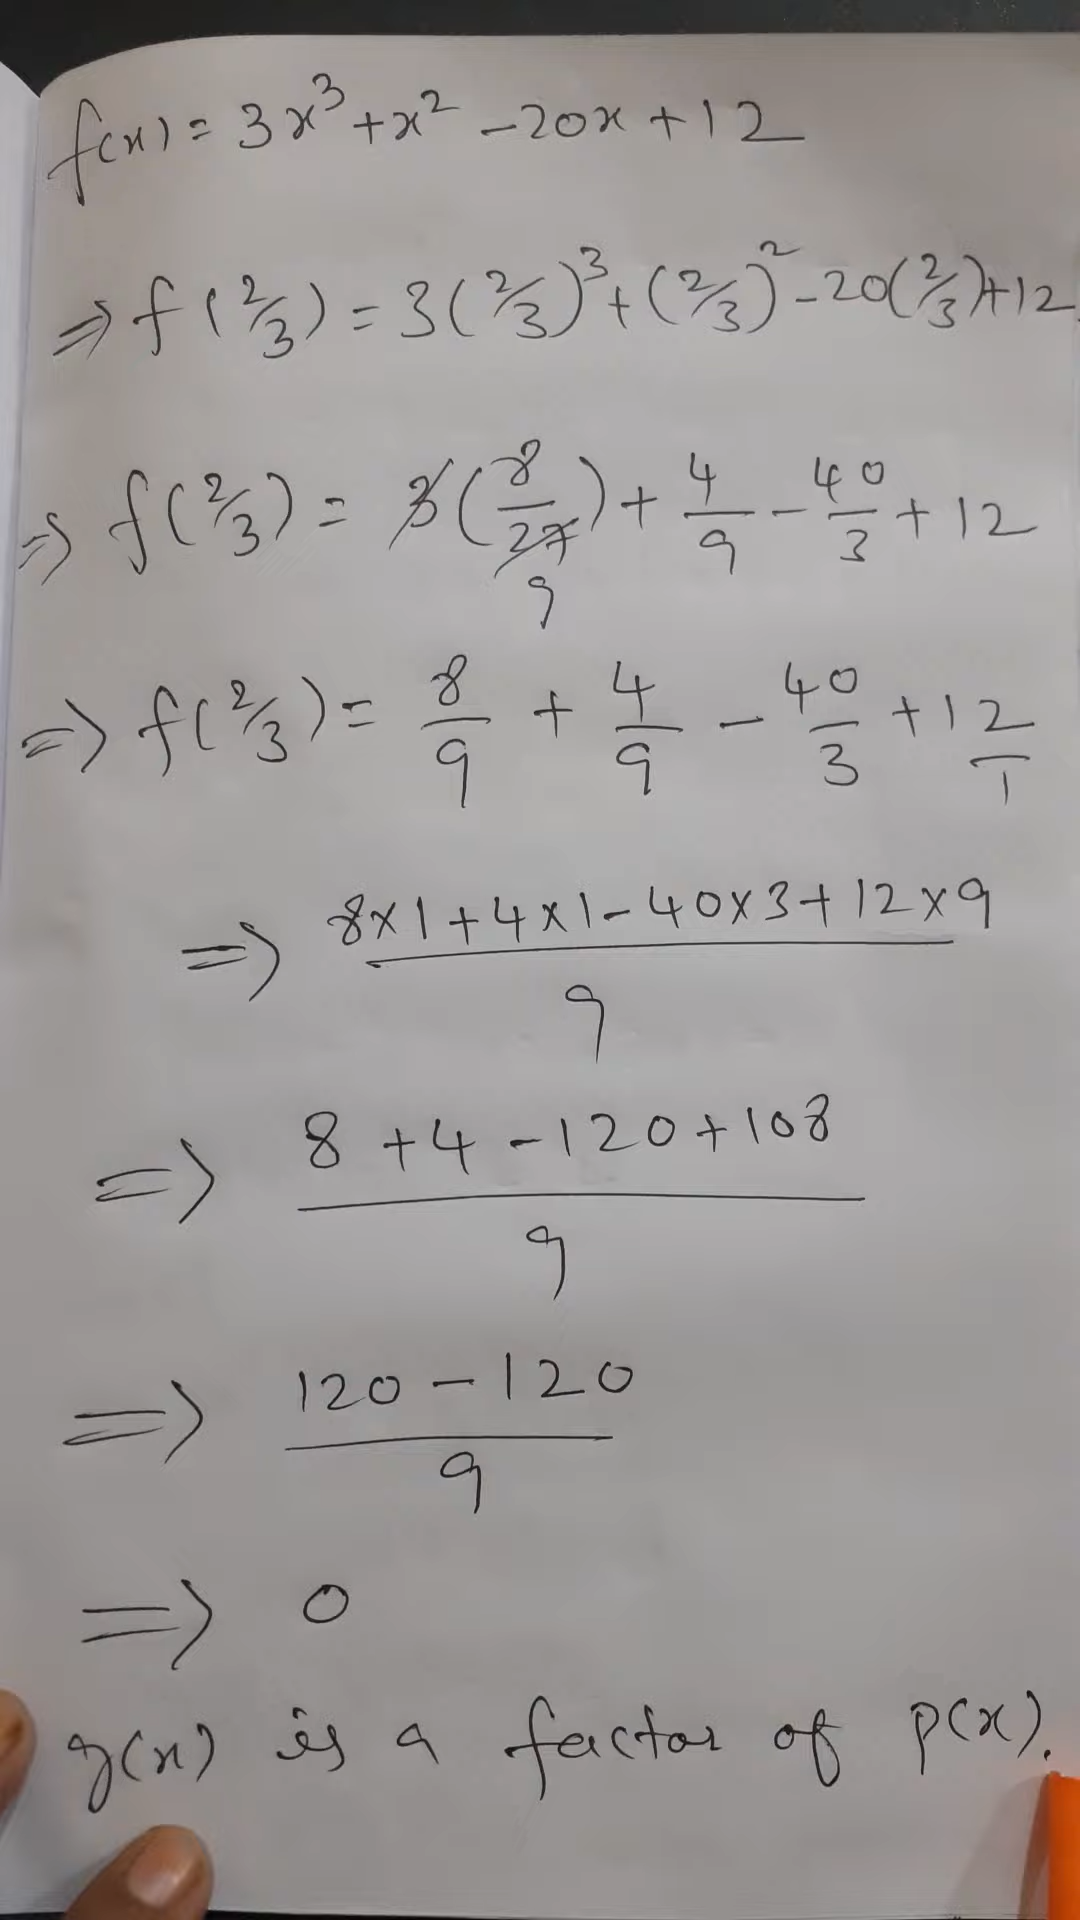 f(x) = 3x³ + x² - 20x + 12
⇒ f(2/3) = 3(2/3)³ + (2/3)² - 20(2/3) + 12
⇒ f(2/3) = 3(8/27) + 4/9 - 40/3 + 12
9
⇒ f(2/3) = 8/9 + 4/9 - 40/3 + 12/1
⇒ 8×1+4×1-40×3+12×9
9
⇒ 8 + 4 - 120 + 108
9
⇒ 120 - 120
9
⇒ 0
g(x) is a factor of p(x).